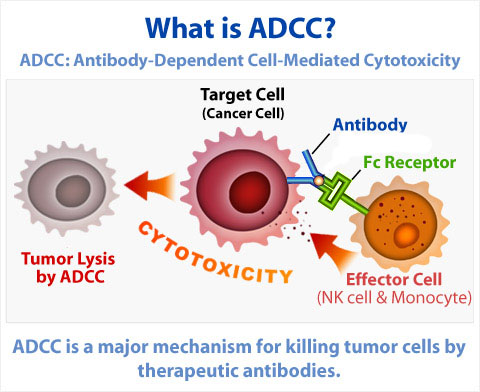 What is ADCC?
ADCC: Antibody-Dependent Cell-Mediated Cytotoxicity
Target Cell
(Cancer Cell)
Antibody
Fc Receptor
CYTOTOXICITY
Tumor Lysis
by ADCC
Effector Cell
(NK cell & Monocyte)
ADCC is a major mechanism for killing tumor cells by
therapeutic antibodies.